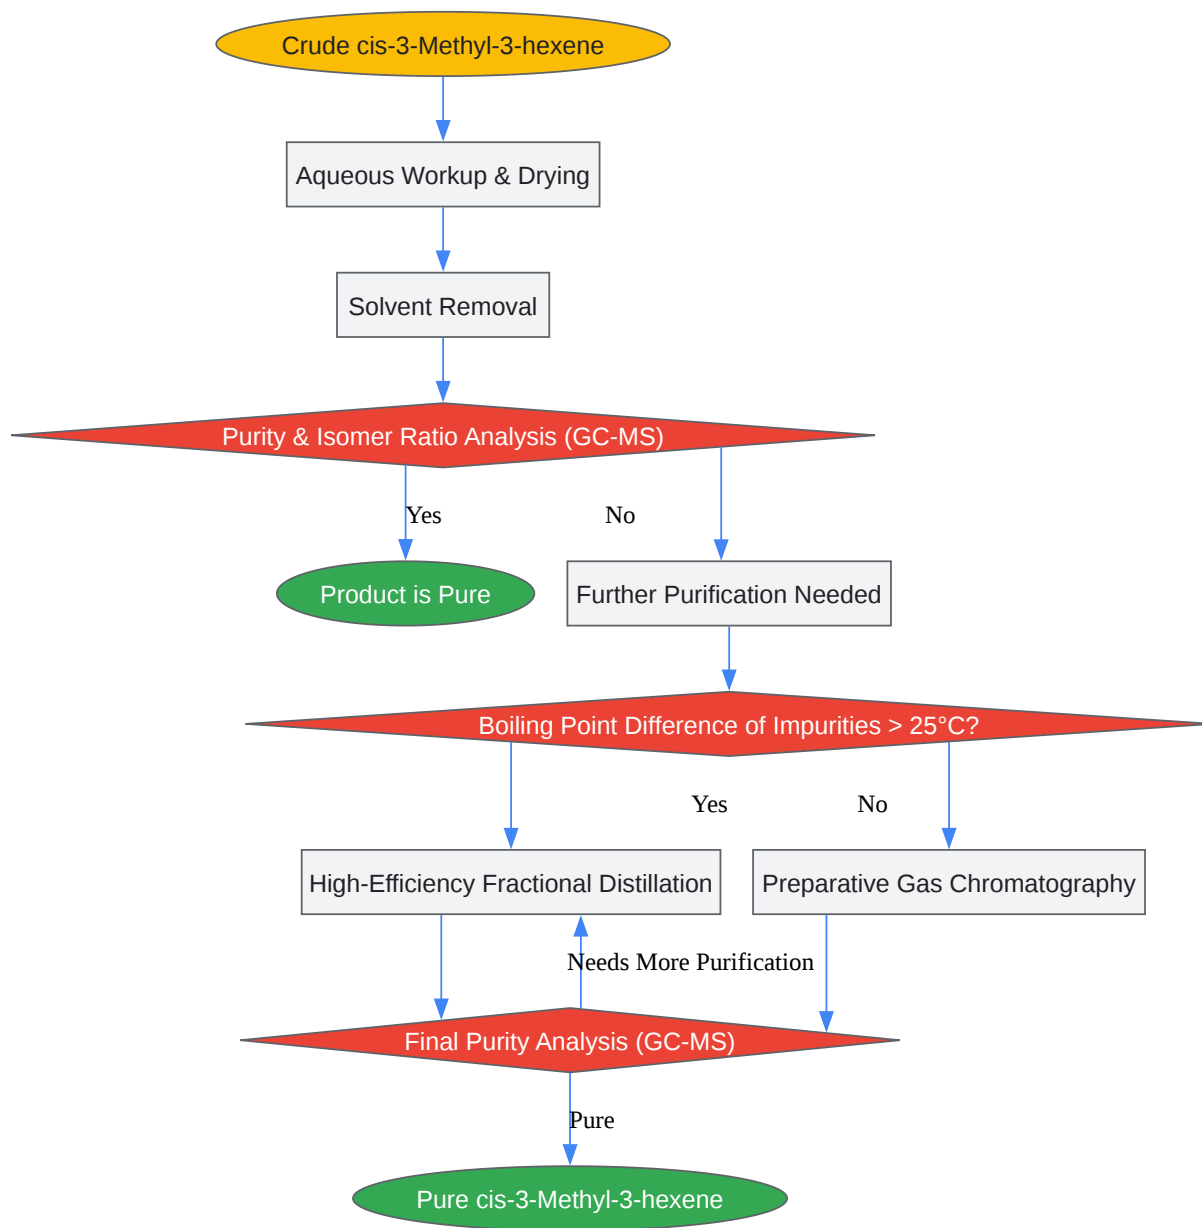 Crude cis-3-Methyl-3-hexene
Aqueous Workup & Drying
Solvent Removal
Purity & Isomer Ratio Analysis (GC-MS)
Yes
No
Product is Pure
Further Purification Needed
Boiling Point Difference of Impurities > 25°C?
Yes
No
High-Efficiency Fractional Distillation
Preparative Gas Chromatography
Needs More Purification
Final Purity Analysis (GC-MS)
Pure
Pure cis-3-Methyl-3-hexene